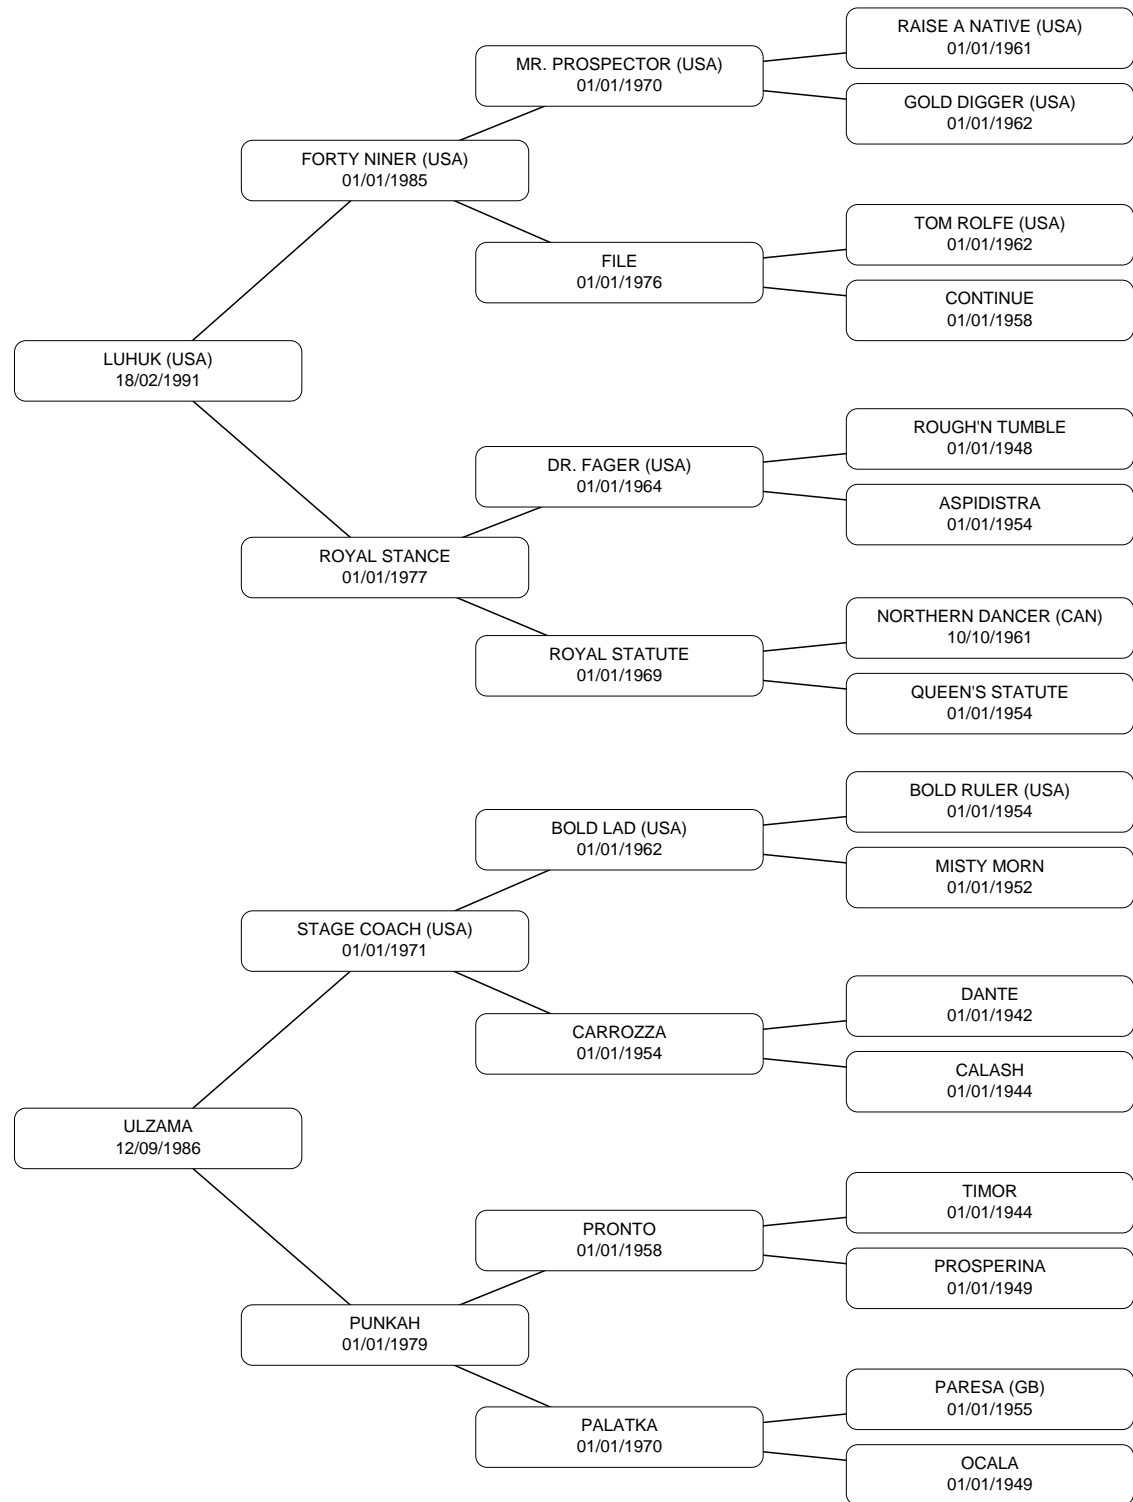 RAISE A NATIVE (USA)
01/01/1961
MR. PROSPECTOR (USA)
01/01/1970
GOLD DIGGER (USA)
01/01/1962
FORTY NINER (USA)
01/01/1985
TOM ROLFE (USA)
01/01/1962
FILE
01/01/1976
CONTINUE
01/01/1958
LUHUK (USA)
18/02/1991
ROUGH'N TUMBLE
01/01/1948
DR. FAGER (USA)
01/01/1964
ASPIDISTRA
01/01/1954
ROYAL STANCE
01/01/1977
NORTHERN DANCER (CAN)
10/10/1961
ROYAL STATUTE
01/01/1969
QUEEN'S STATUTE
01/01/1954
BOLD RULER (USA)
01/01/1954
BOLD LAD (USA)
01/01/1962
MISTY MORN
01/01/1952
STAGE COACH (USA)
01/01/1971
DANTE
01/01/1942
CARROZZA
01/01/1954
CALASH
01/01/1944
ULZAMA
12/09/1986
TIMOR
01/01/1944
PRONTO
01/01/1958
PROSPERINA
01/01/1949
PUNKAH
01/01/1979
PARESA (GB)
01/01/1955
PALATKA
01/01/1970
OCALA
01/01/1949